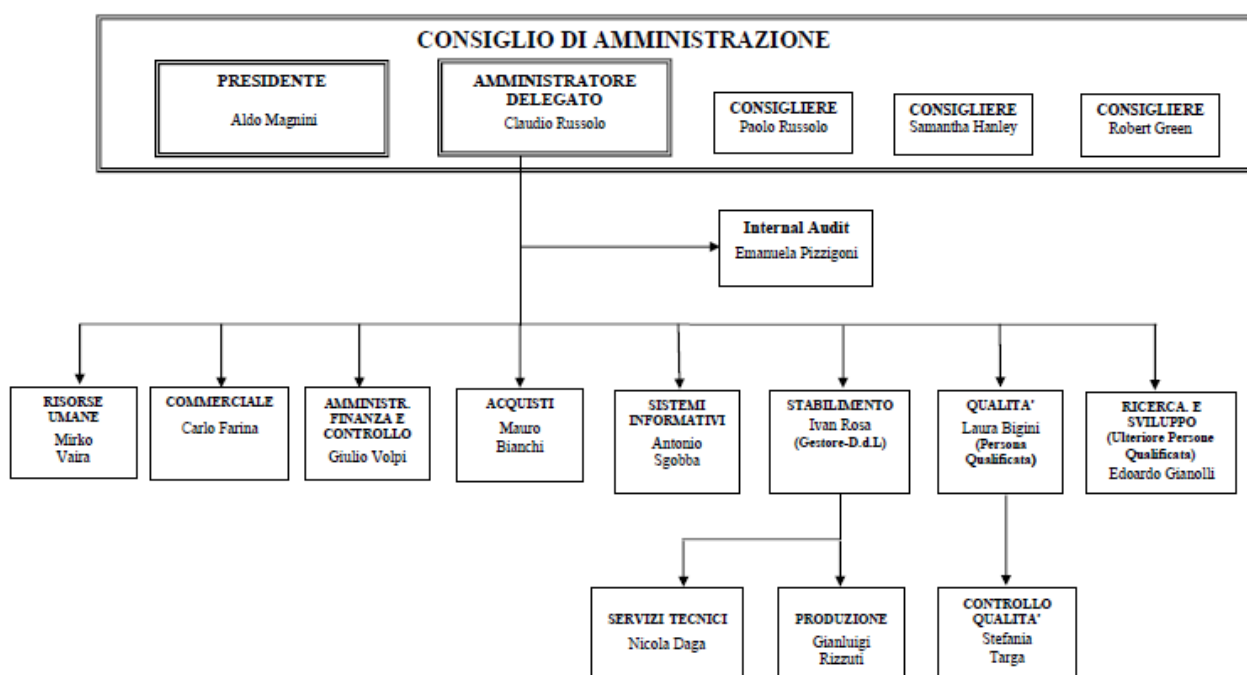 CONSIGLIO DI AMMINISTRAZIONE
PRESIDENTE
Aldo Magnini
AMMINISTRATORE
DELEGATO
Claudio Russolo
CONSIGLIERE
Paolo Russolo
CONSIGLIERE
Samantha Hanley
CONSIGLIERE
Robert Green
Internal Audit
Emanuela Pizzigoni
RISORSE
UMANE
Mirko
Vaira
COMMERCIALE
Carlo Farina
AMMINISTR.
FINANZA E
CONTROLLO
Giulio Volpi
ACQUISTI
Mauro
Bianchi
SISTEMI
INFORMATIVI
Antonio
Sgobba
STABILIMENTO
Ivan Rosa
(Gestore-D.d.L)
QUALITA'
Laura Bigini
(Persona
Qualificata)
RICERCA. E
SVILUPPO
(Ulteriore Persone
Qualificata)
Edoardo Gianolli
SERVIZI TECNICI
Nicola Daga
PRODUZIONE
Gianluigi
Rizzuti
CONTROLLO
QUALITA'
Stefania
Targa